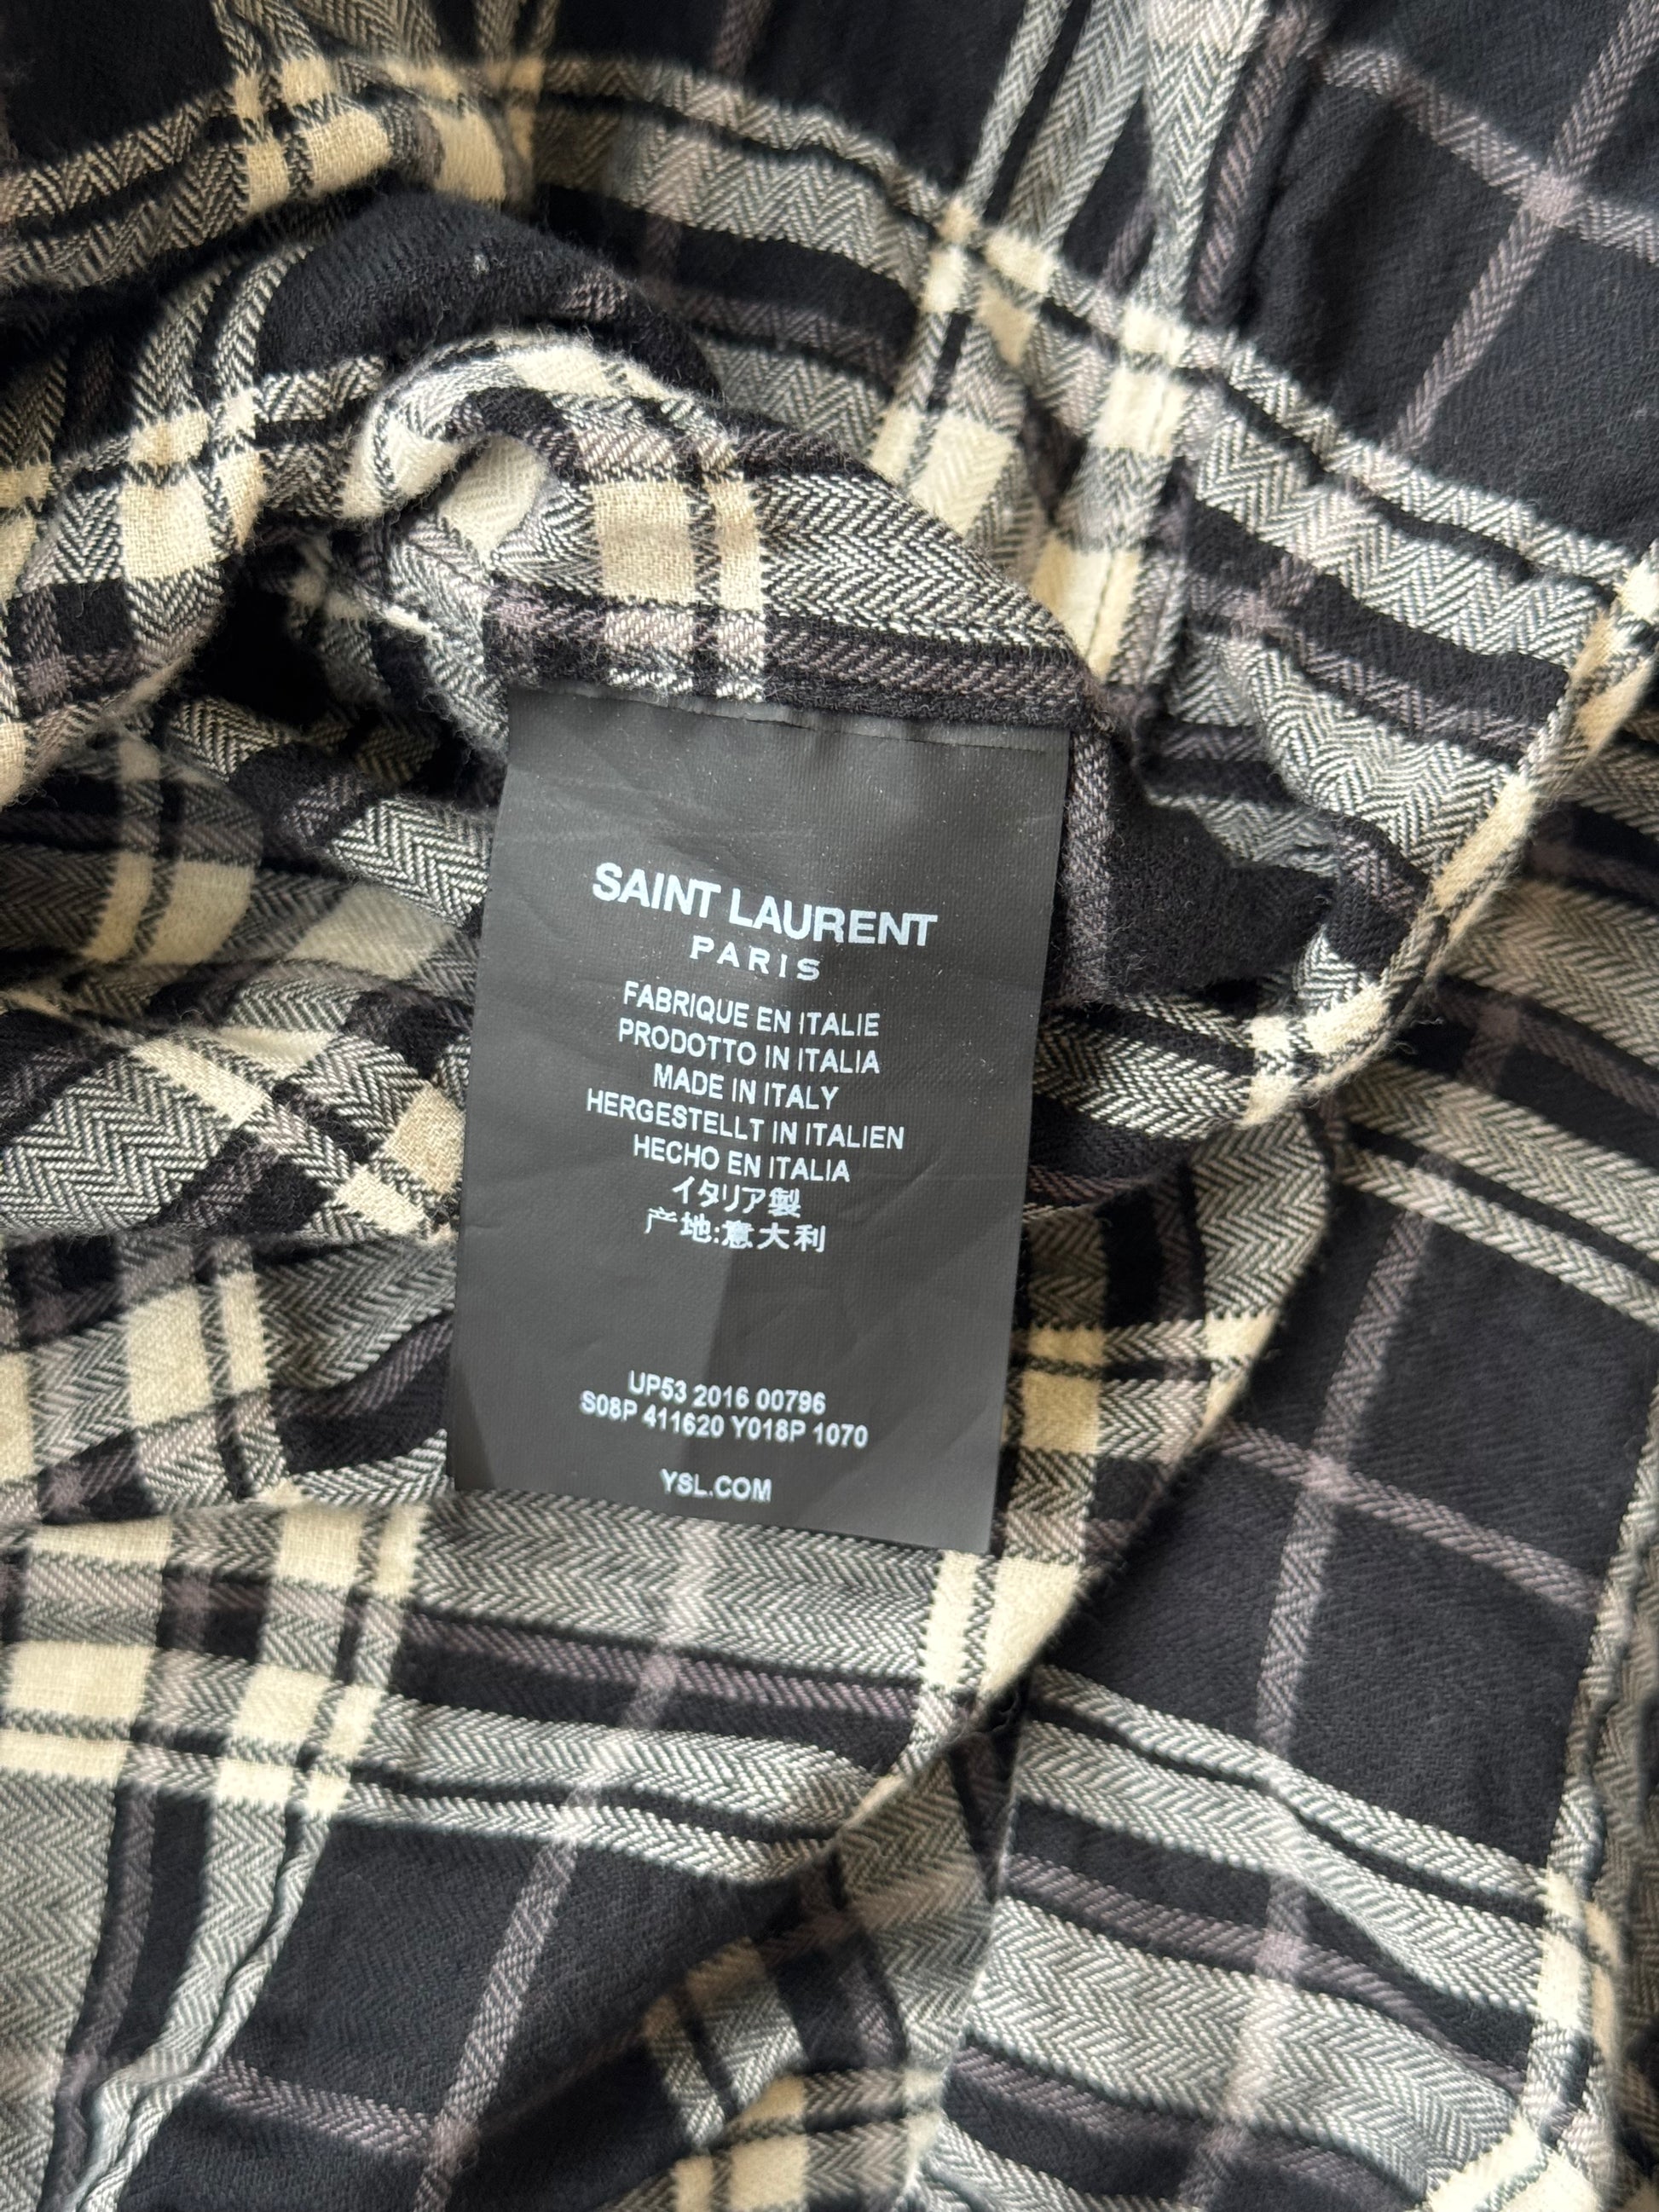 SAINT LAURENT
PARIS
FABRIQUE EN ITALIE
PRODOTTO IN ITALIA
MADE IN ITALY
HERGESTELLT IN ITALIEN
HECHO EN ITALIA
イタリア製
产地:意大利
UP53 2016 00796
S08P 411620 Y018P 1070
YSL.COM